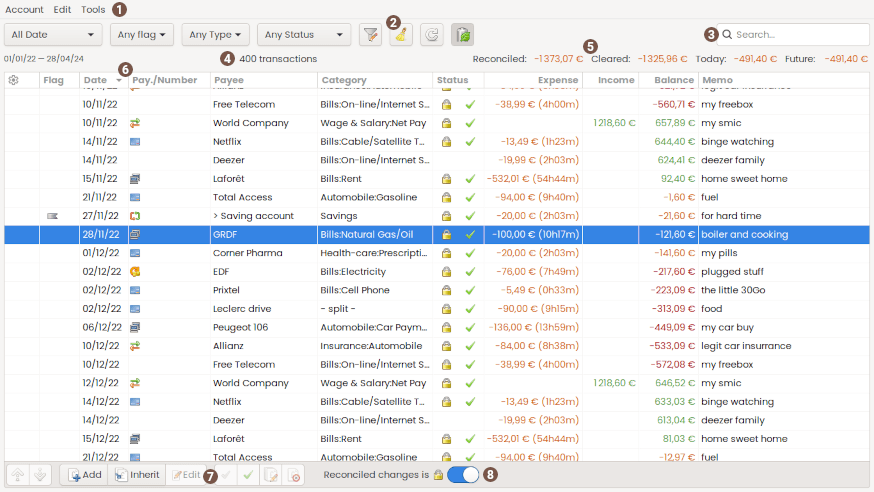 Account Edit Tools 1
All Date Any flag Any Type Any Status 2 3 Search...
01/01/22 — 28/04/24 4 400 transactions Reconciled: -1373,07 € 5 Cleared: -1325,96 € Today: -491,40 € Future: -491,40 €
6
Flag Date Pay./Number Payee Category Status Expense Income Balance Memo
10/11/22 Free Telecom Bills:On-line/Internet S... -38,99 € (4h00m) -560,71 € my freebox
10/11/22 World Company Wage & Salary:Net Pay 1 218,60 € 657,89 € my smic
14/11/22 Netflix Bills:Cable/Satellite T... -13,49 € (1h23m) 644,40 € binge watching
14/11/22 Deezer Bills:On-line/Internet S... -19,99 € (2h03m) 624,41 € deezer family
15/11/22 Laforêt Bills:Rent -532,01 € (54h44m) 92,40 € home sweet home
21/11/22 Total Access Automobile:Gasoline -94,00 € (9h40m) -1,60 € fuel
27/11/22 > Saving account Savings -20,00 € (2h03m) -21,60 € for hard time
28/11/22 GRDF Bills:Natural Gas/Oil -100,00 € (10h17m) -121,60 € boiler and cooking
01/12/22 Corner Pharma Health-care:Prescripti... -20,00 € (2h03m) -141,60 € my pills
02/12/22 EDF Bills:Electricity -76,00 € (7h49m) -217,60 € plugged stuff
02/12/22 Prixtel Bills:Cell Phone -5,49 € (0h33m) -223,09 € the little 30Go
02/12/22 Leclerc drive - split - -90,00 € (9h15m) -313,09 € food
06/12/22 Peugeot 106 Automobile:Car Paym... -136,00 € (13h59m) -449,09 € my car buy
10/12/22 Allianz Insurance:Automobile -84,00 € (8h38m) -533,09 € legit car insurrance
10/12/22 Free Telecom Bills:On-line/Internet S... -38,99 € (4h00m) -572,08 € my freebox
12/12/22 World Company Wage & Salary:Net Pay 1 218,60 € 646,52 € my smic
14/12/22 Netflix Bills:Cable/Satellite T... -13,49 € (1h23m) 633,03 € binge watching
14/12/22 Deezer Bills:On-line/Internet S... -19,99 € (2h03m) 613,04 € deezer family
15/12/22 Laforêt Bills:Rent -532,01 € (54h44m) 81,03 € home sweet home
21/12/22 Total Access Automobile:Gasoline -94,00 € (9h40m) -12,97 € fuel
Add Inherit Edit 7 Reconciled changes is 8